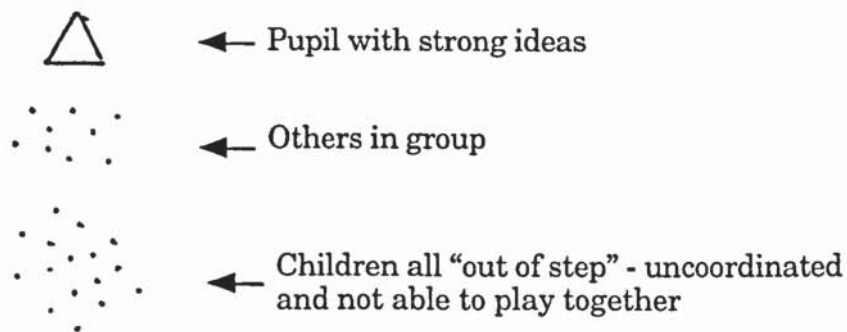 Pupil with strong ideas
Others in group
Children all “out of step” - uncoordinated
and not able to play together